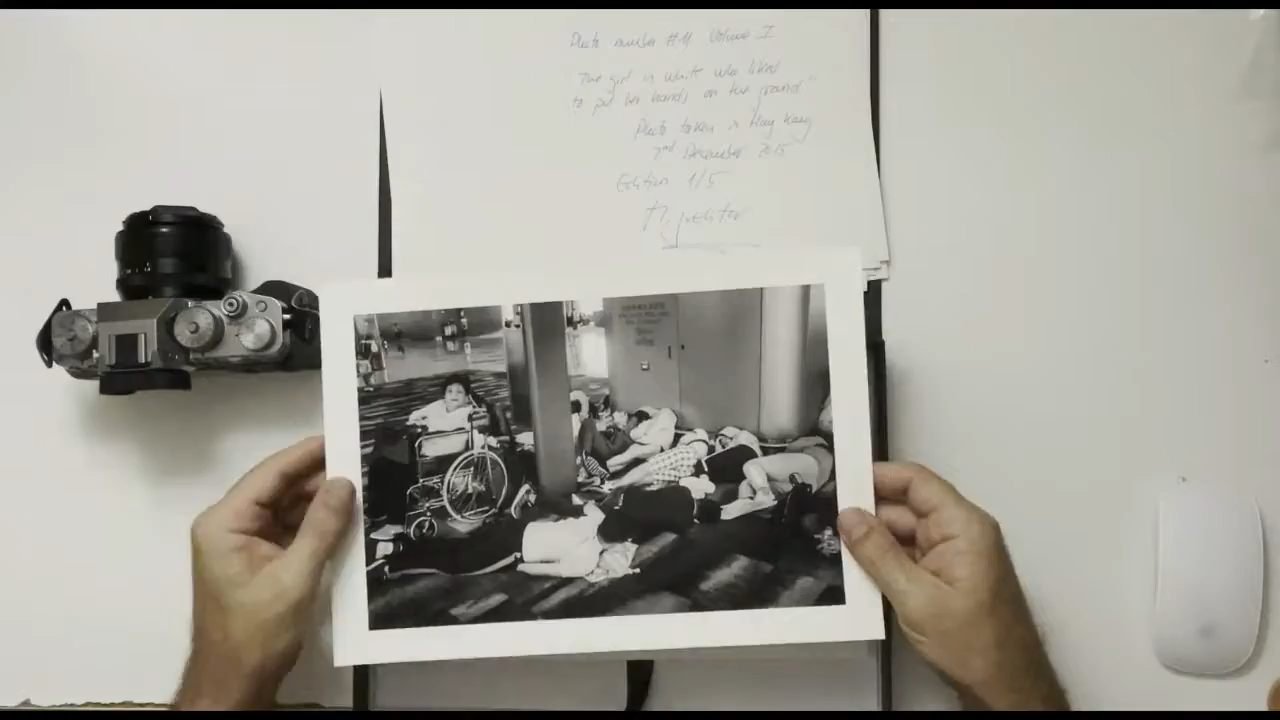 Photo number #11 Volume I
"The girl in white who liked
to put her hands on the ground"
Photo taken in Hong Kong
2nd December 2015
Edition 1/5